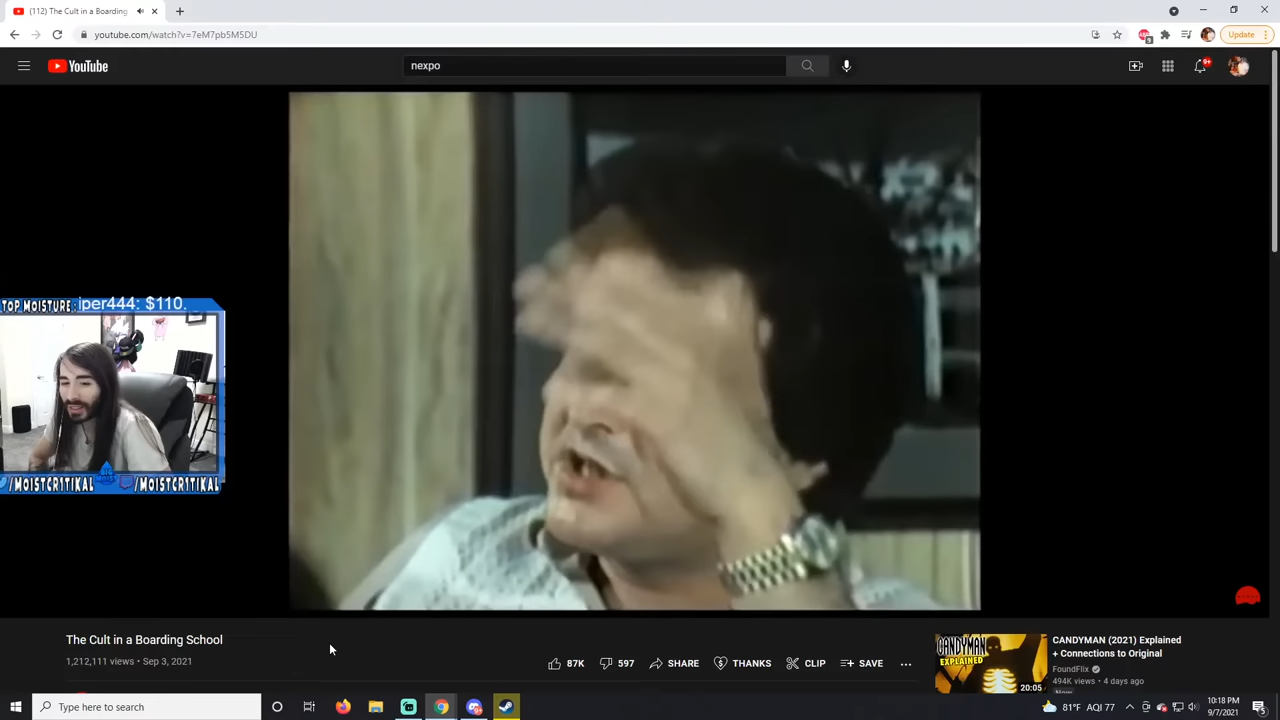 (112) The Cult in a Boarding
youtube.com/watch?v=7eM7pb5M5DU
Update
YouTube
nexpo
9+
TOP MOISTURE: iper444: $110.
/MOISTCR1TIKAL
/MOISTCR1TIKAL
The Cult in a Boarding School
1,212,111 views • Sep 3, 2021
87K
597
SHARE
THANKS
CLIP
SAVE
CANDYMAN
EXPLAINED
20:05
CANDYMAN (2021) Explained
+ Connections to Original
FoundFlix
494K views • 4 days ago
Type here to search
81°F AQI 77
10:18 PM
9/7/2021